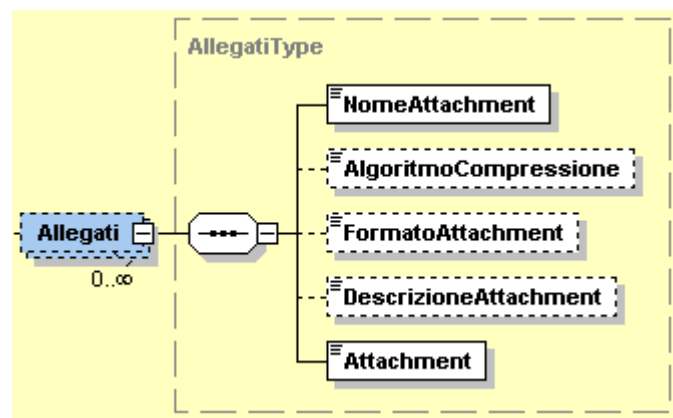 AllegatiType
NomeAttachment
AlgoritmoCompressione
Allegati
FormatoAttachment
0..∞
DescrizioneAttachment
Attachment